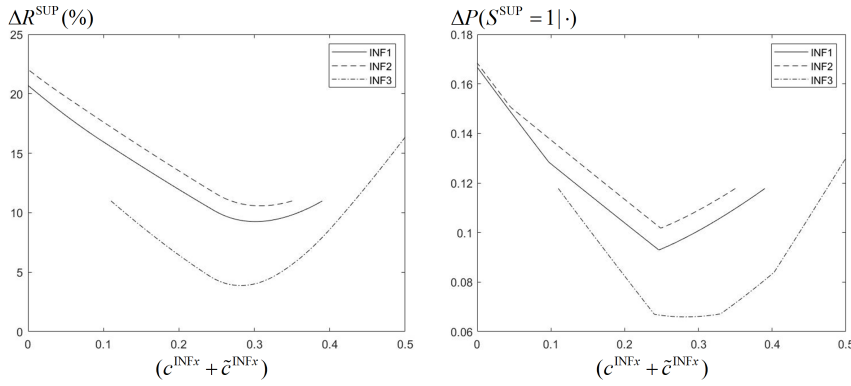 ΔR^SUP (%)
25
20
15
10
5
0
0 0.1 0.2 0.3 0.4 0.5
INF1
INF2
INF3
(c^INFx + c̃^INFx)
ΔP(S^SUP = 1 | ·)
0.18
0.16
0.14
0.12
0.1
0.08
0.06
0 0.1 0.2 0.3 0.4 0.5
INF1
INF2
INF3
(c^INFx + c̃^INFx)